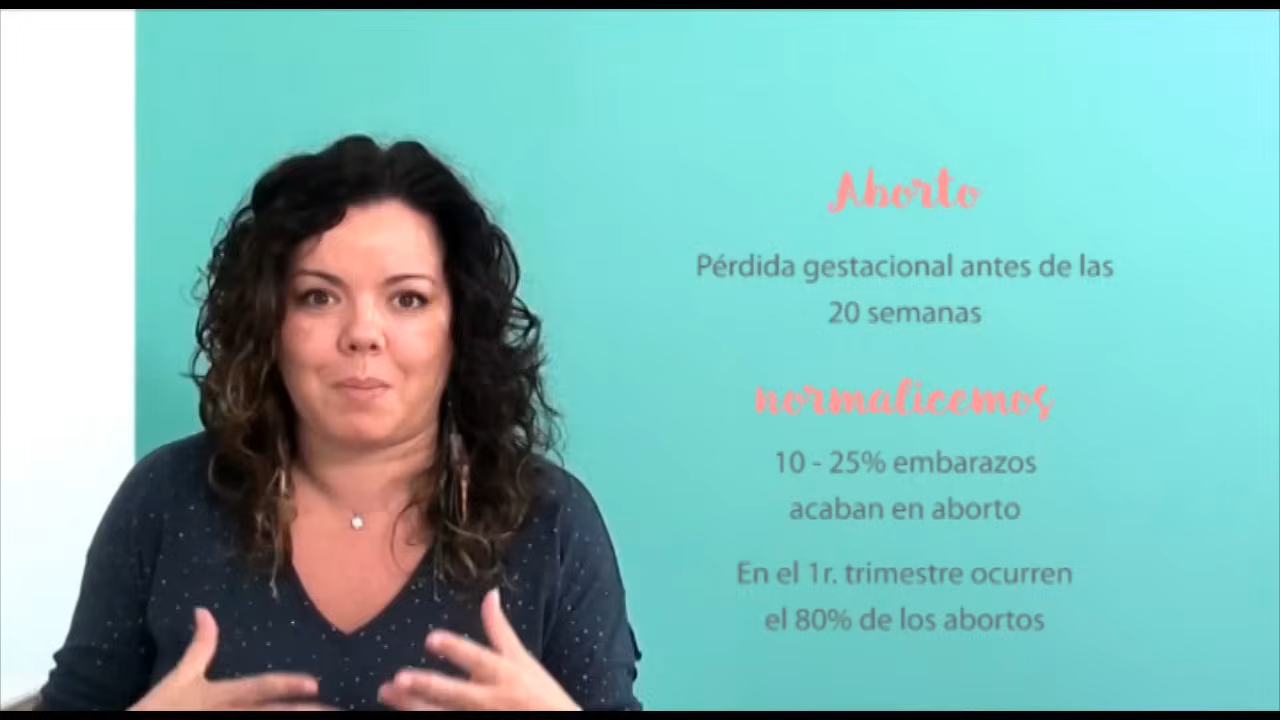 Aborto
Pérdida gestacional antes de las
20 semanas
normalicemos
10 - 25% embarazos
acaban en aborto
En el 1r. trimestre ocurren
el 80% de los abortos